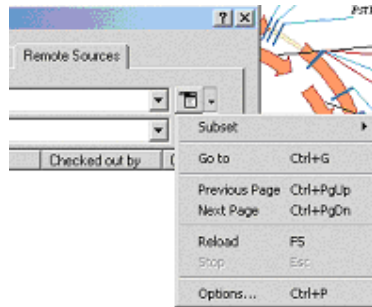 PstI
Remote Sources
Subset
Checked out by
Go to Ctrl+G
Previous Page Ctrl+PgUp
Next Page Ctrl+PgDn
Reload F5
Stop Esc
Options... Ctrl+P